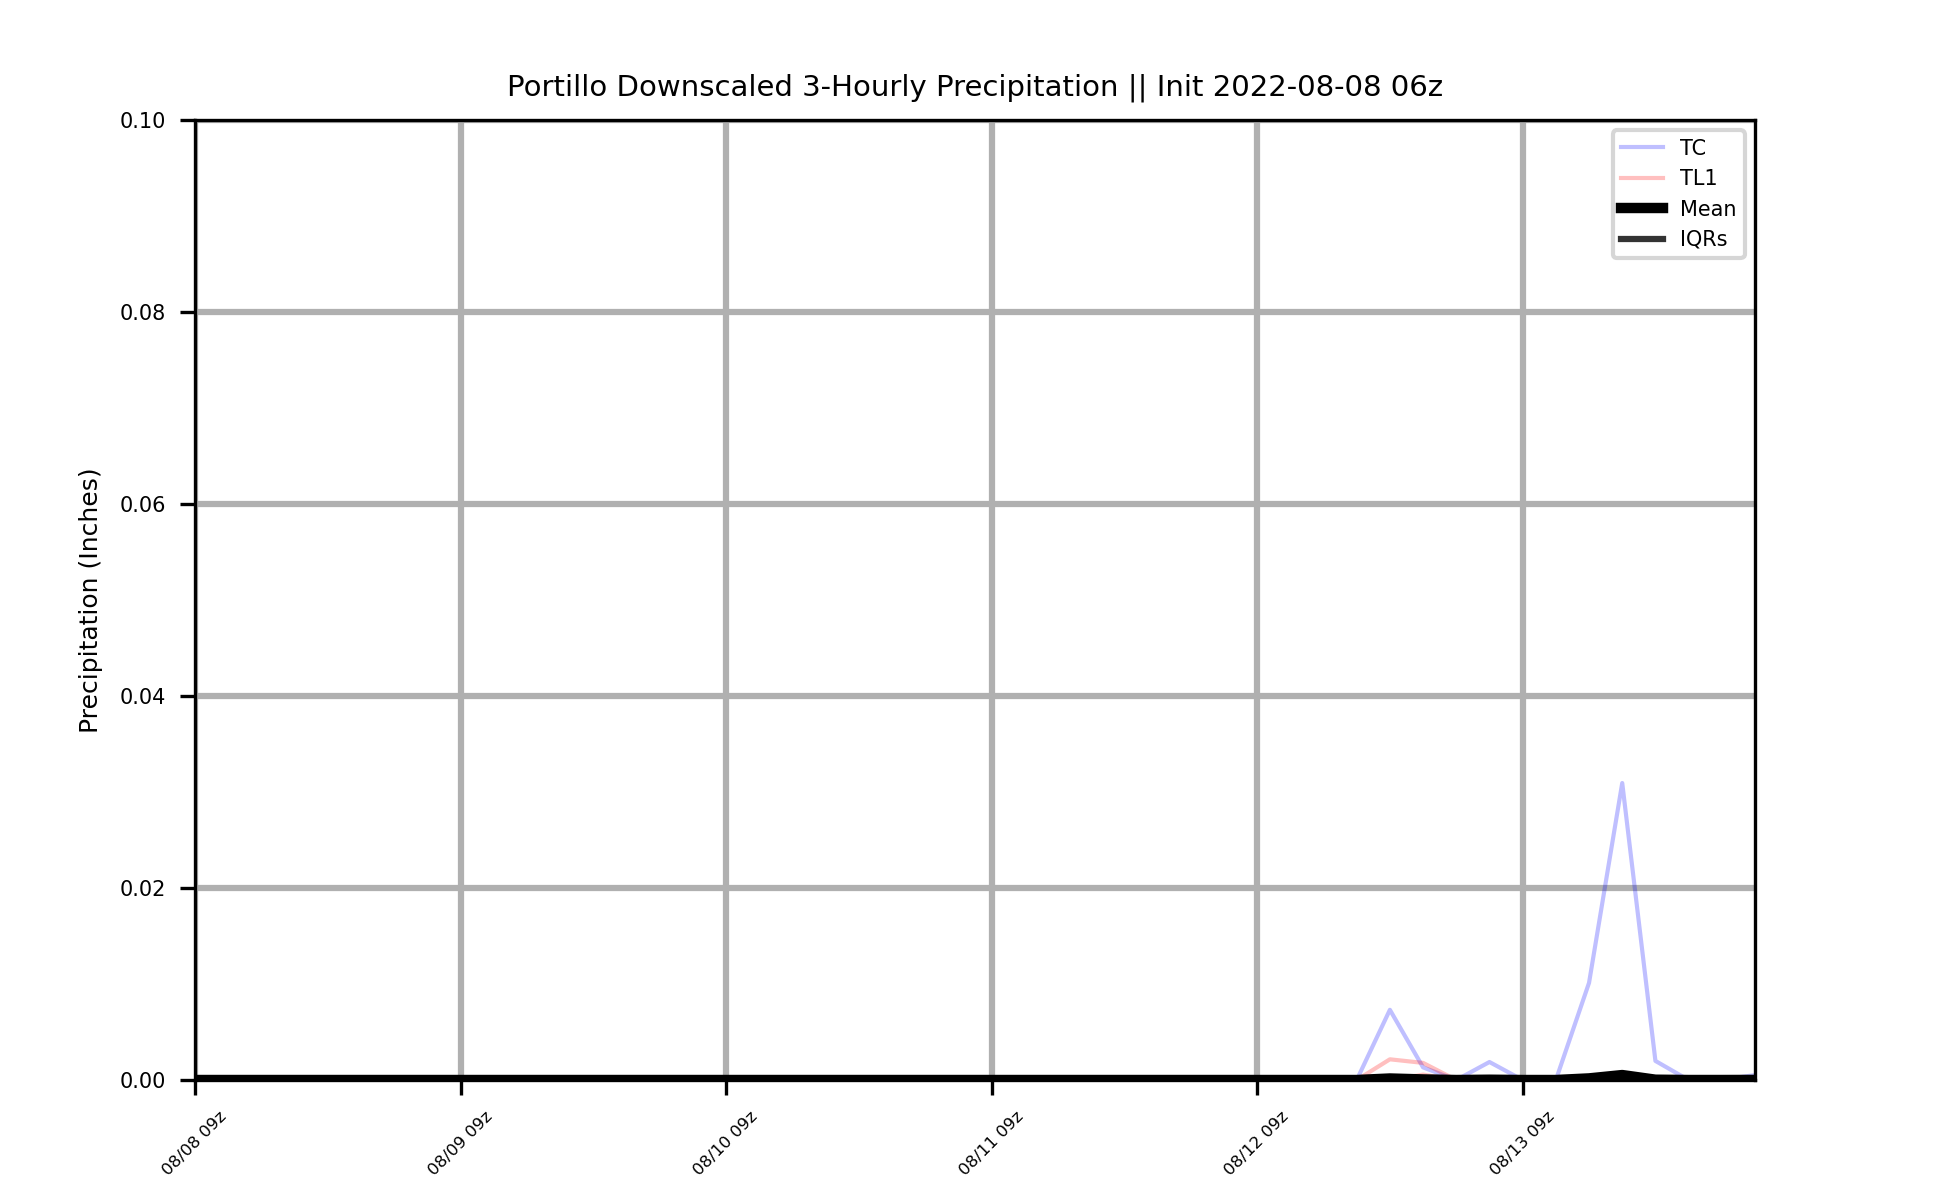 Portillo Downscaled 3-Hourly Precipitation || Init 2022-08-08 06z
TC
TL1
Mean
IQRs
Precipitation (Inches)
0.10
0.08
0.06
0.04
0.02
0.00
08/08 09z
08/09 09z
08/10 09z
08/11 09z
08/12 09z
08/13 09z